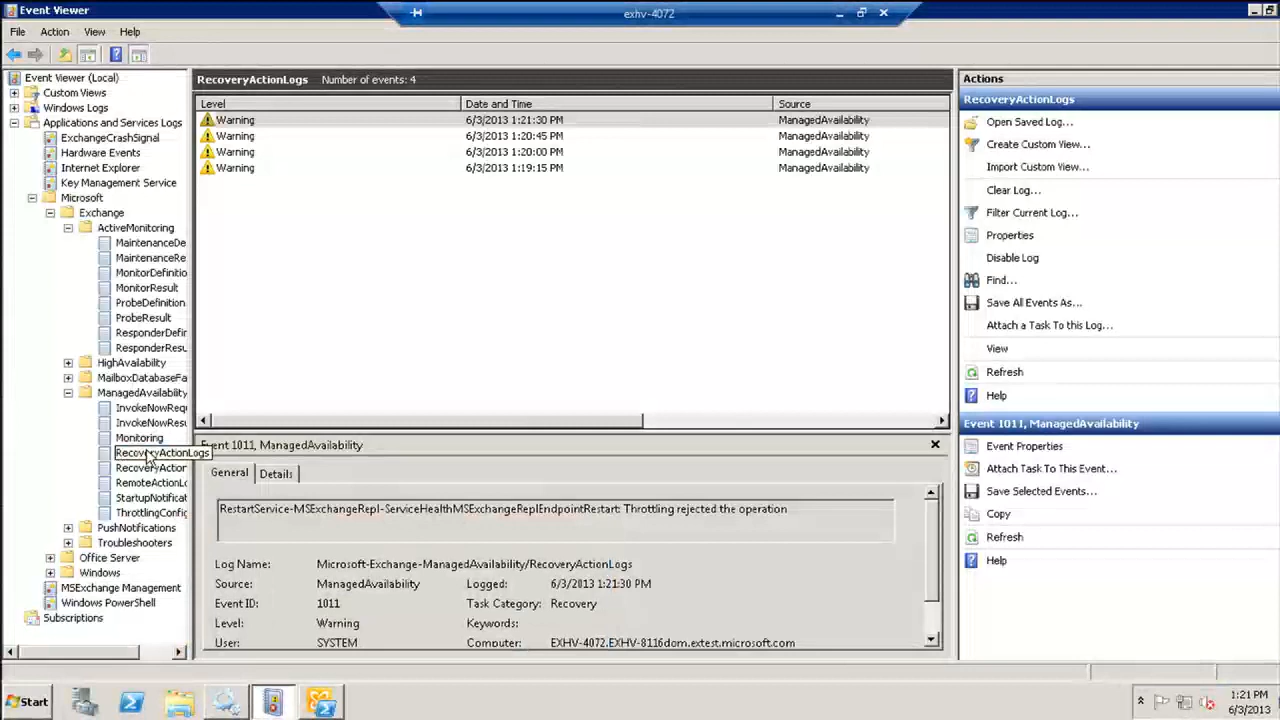 Event Viewer
exhv-4072
File Action View Help
Event Viewer (Local)
Custom Views
Windows Logs
Applications and Services Logs
ExchangeCrashSignal
Hardware Events
Internet Explorer
Key Management Service
Microsoft
Exchange
ActiveMonitoring
MaintenanceDe
MaintenanceRe
MonitorDefinitio
MonitorResult
ProbeDefinition
ProbeResult
ResponderDefir
ResponderResu
HighAvailability
MailboxDatabaseFa
ManagedAvailability
InvokeNowRequ
InvokeNowResu
Monitoring
RecoveryActionLogs
RecoveryAction
RemoteActionLo
StartupNotificat
ThrottlingConfig
PushNotifications
Troubleshooters
Office Server
Windows
MSExchange Management
Windows PowerShell
Subscriptions
RecoveryActionLogs Number of events: 4
Level Date and Time Source
Warning 6/3/2013 1:21:30 PM ManagedAvailability
Warning 6/3/2013 1:20:45 PM ManagedAvailability
Warning 6/3/2013 1:20:00 PM ManagedAvailability
Warning 6/3/2013 1:19:15 PM ManagedAvailability
Event 1011, ManagedAvailability
General Details
RestartService-MSExchangeRepl-ServiceHealthMSExchangeReplEndpointRestart: Throttling rejected the operation
Log Name: Microsoft-Exchange-ManagedAvailability/RecoveryActionLogs
Source: ManagedAvailability Logged: 6/3/2013 1:21:30 PM
Event ID: 1011 Task Category: Recovery
Level: Warning Keywords:
User: SYSTEM Computer: EXHV-4072.EXHV-8116dom.extest.microsoft.com
Actions
RecoveryActionLogs
Open Saved Log...
Create Custom View...
Import Custom View...
Clear Log...
Filter Current Log...
Properties
Disable Log
Find...
Save All Events As...
Attach a Task To this Log...
View
Refresh
Help
Event 1011, ManagedAvailability
Event Properties
Attach Task To This Event...
Save Selected Events...
Copy
Refresh
Help
Start
1:21 PM
6/3/2013